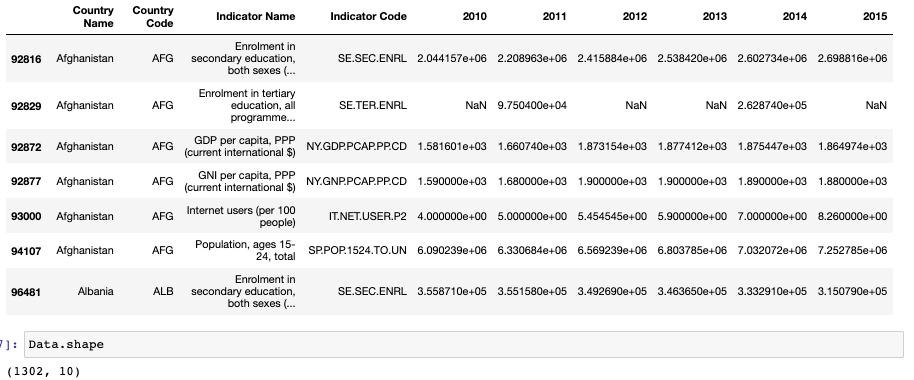 Country Name Country Code Indicator Name Indicator Code 2010 2011 2012 2013 2014 2015
92816 Afghanistan AFG Enrolment in secondary education, both sexes (... SE.SEC.ENRL 2.044157e+06 2.208963e+06 2.415884e+06 2.538420e+06 2.602734e+06 2.698816e+06
92829 Afghanistan AFG Enrolment in tertiary education, all programme... SE.TER.ENRL NaN 9.750400e+04 NaN NaN 2.628740e+05 NaN
92872 Afghanistan AFG GDP per capita, PPP (current international $) NY.GDP.PCAP.PP.CD 1.581601e+03 1.660740e+03 1.873154e+03 1.877412e+03 1.875447e+03 1.864974e+03
92877 Afghanistan AFG GNI per capita, PPP (current international $) NY.GNP.PCAP.PP.CD 1.590000e+03 1.680000e+03 1.900000e+03 1.900000e+03 1.890000e+03 1.880000e+03
93000 Afghanistan AFG Internet users (per 100 people) IT.NET.USER.P2 4.000000e+00 5.000000e+00 5.454545e+00 5.900000e+00 7.000000e+00 8.260000e+00
94107 Afghanistan AFG Population, ages 15-24, total SP.POP.1524.TO.UN 6.090239e+06 6.330684e+06 6.569239e+06 6.803785e+06 7.032072e+06 7.252785e+06
96481 Albania ALB Enrolment in secondary education, both sexes (... SE.SEC.ENRL 3.558710e+05 3.551580e+05 3.492690e+05 3.463650e+05 3.332910e+05 3.150790e+05
7]: Data.shape
(1302, 10)